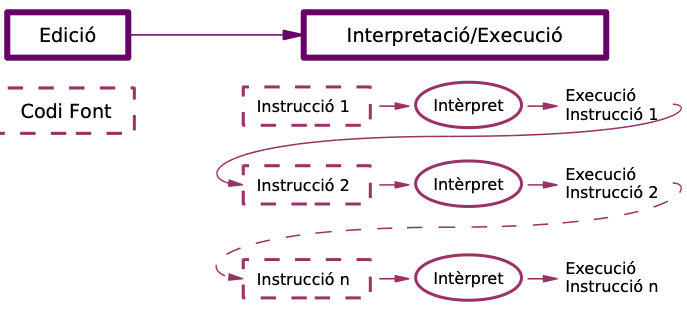 Edició
Interpretació/Execució
Codi Font
Instrucció 1
Intèrpret
Execució
Instrucció 1
Instrucció 2
Intèrpret
Execució
Instrucció 2
Instrucció n
Intèrpret
Execució
Instrucció n